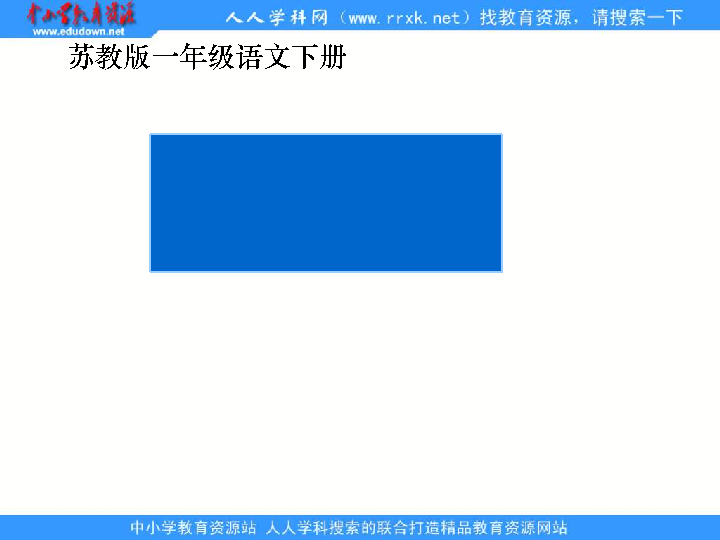 中小学教育资源
www.edudown.net
人人学科网（www.rrxk.net）找教育资源，请搜索一下
苏教版一年级语文下册
中小学教育资源站 人人学科搜索的联合打造精品教育资源网站